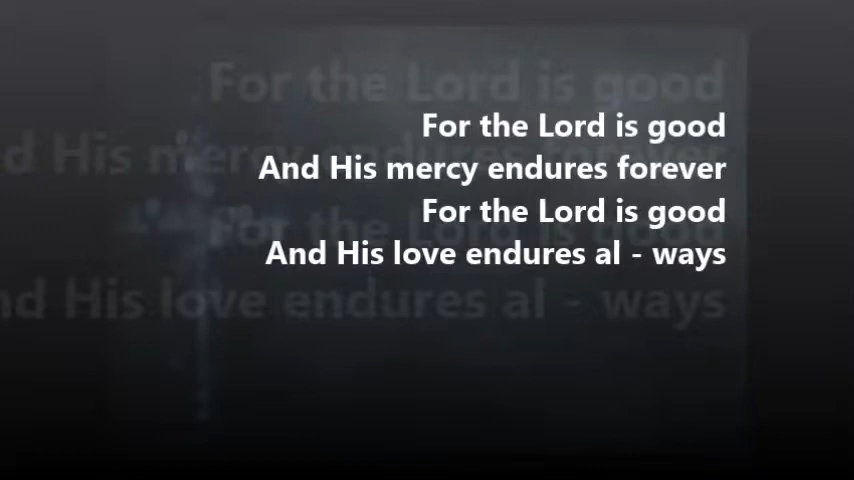 For the Lord is good
And His mercy endures forever
For the Lord is good
And His love endures al - ways